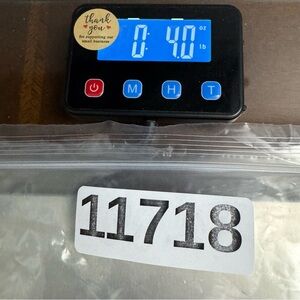 thank
you
for supporting our
small business
0: 4.0
oz
lb
M H T
11718